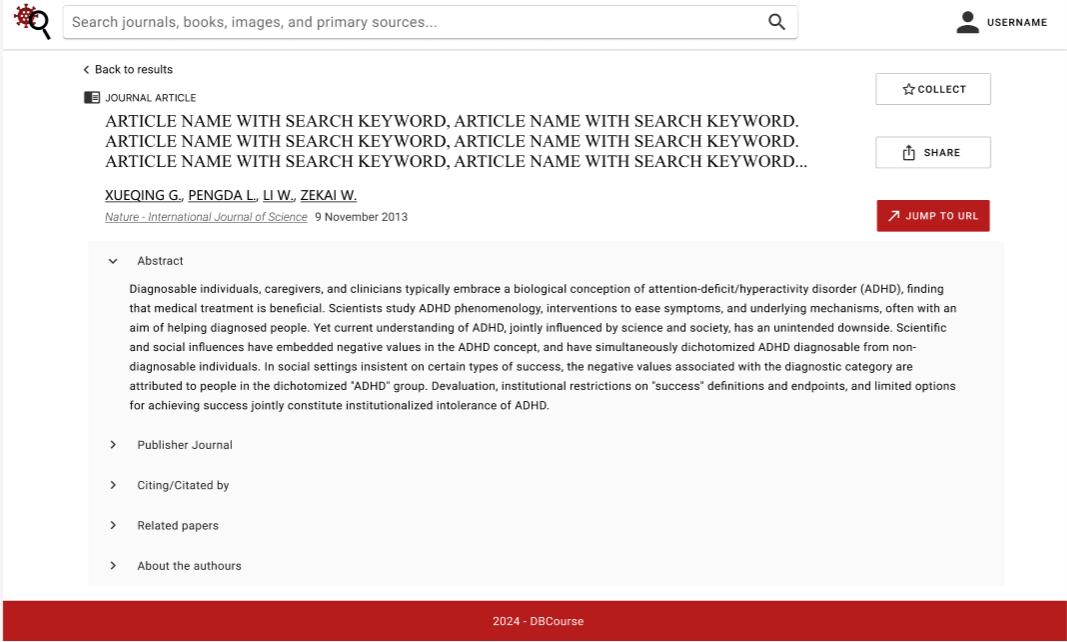 Search journals, books, images, and primary sources...
USERNAME
Back to results
COLLECT
JOURNAL ARTICLE
ARTICLE NAME WITH SEARCH KEYWORD, ARTICLE NAME WITH SEARCH KEYWORD.
ARTICLE NAME WITH SEARCH KEYWORD, ARTICLE NAME WITH SEARCH KEYWORD.
ARTICLE NAME WITH SEARCH KEYWORD, ARTICLE NAME WITH SEARCH KEYWORD...
SHARE
XUEQING G., PENGDA L., LI W., ZEKAI W.
Nature - International Journal of Science 9 November 2013
JUMP TO URL
Abstract
Diagnosable individuals, caregivers, and clinicians typically embrace a biological conception of attention-deficit/hyperactivity disorder (ADHD), finding
that medical treatment is beneficial. Scientists study ADHD phenomenology, interventions to ease symptoms, and underlying mechanisms, often with an
aim of helping diagnosed people. Yet current understanding of ADHD, jointly influenced by science and society, has an unintended downside. Scientific
and social influences have embedded negative values in the ADHD concept, and have simultaneously dichotomized ADHD diagnosable from non-
diagnosable individuals. In social settings insistent on certain types of success, the negative values associated with the diagnostic category are
attributed to people in the dichotomized "ADHD" group. Devaluation, institutional restrictions on "success" definitions and endpoints, and limited options
for achieving success jointly constitute institutionalized intolerance of ADHD.
Publisher Journal
Citing/Citated by
Related papers
About the authours
2024 - DBCourse